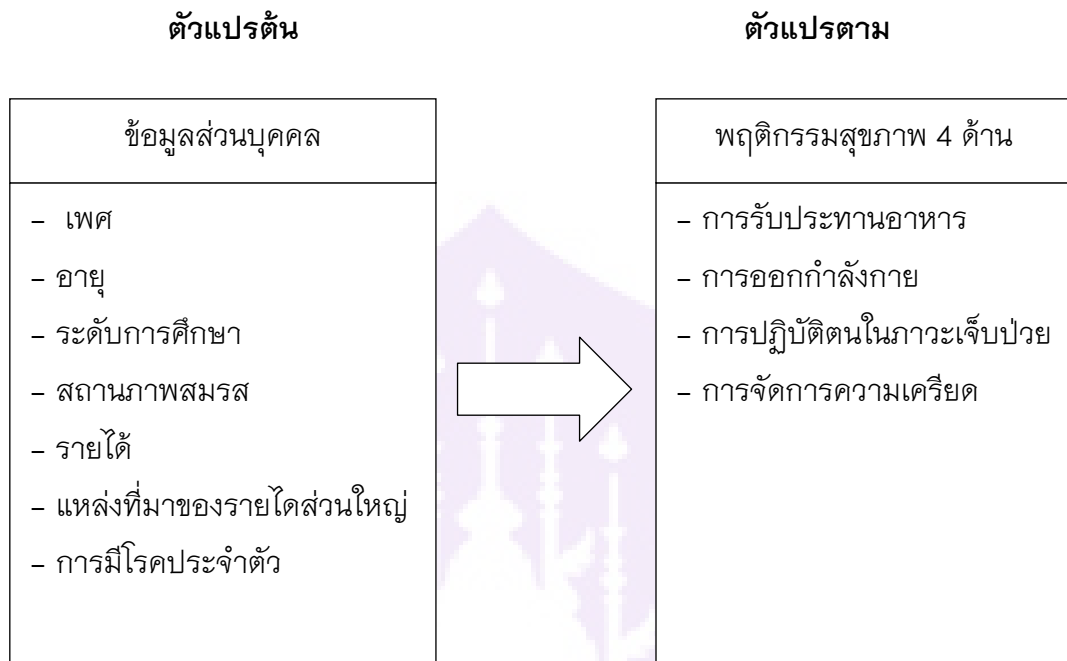 ตัวแปรต้น
ตัวแปรตาม
ข้อมูลส่วนบุคคล
– เพศ
– อายุ
– ระดับการศึกษา
– สถานภาพสมรส
– รายได้
– แหล่งที่มาของรายไดส่วนใหญ่
– การมีโรคประจำตัว
พฤติกรรมสุขภาพ 4 ด้าน
– การรับประทานอาหาร
– การออกกำลังกาย
– การปฏิบัติตนในภาวะเจ็บป่วย
– การจัดการความเครียด